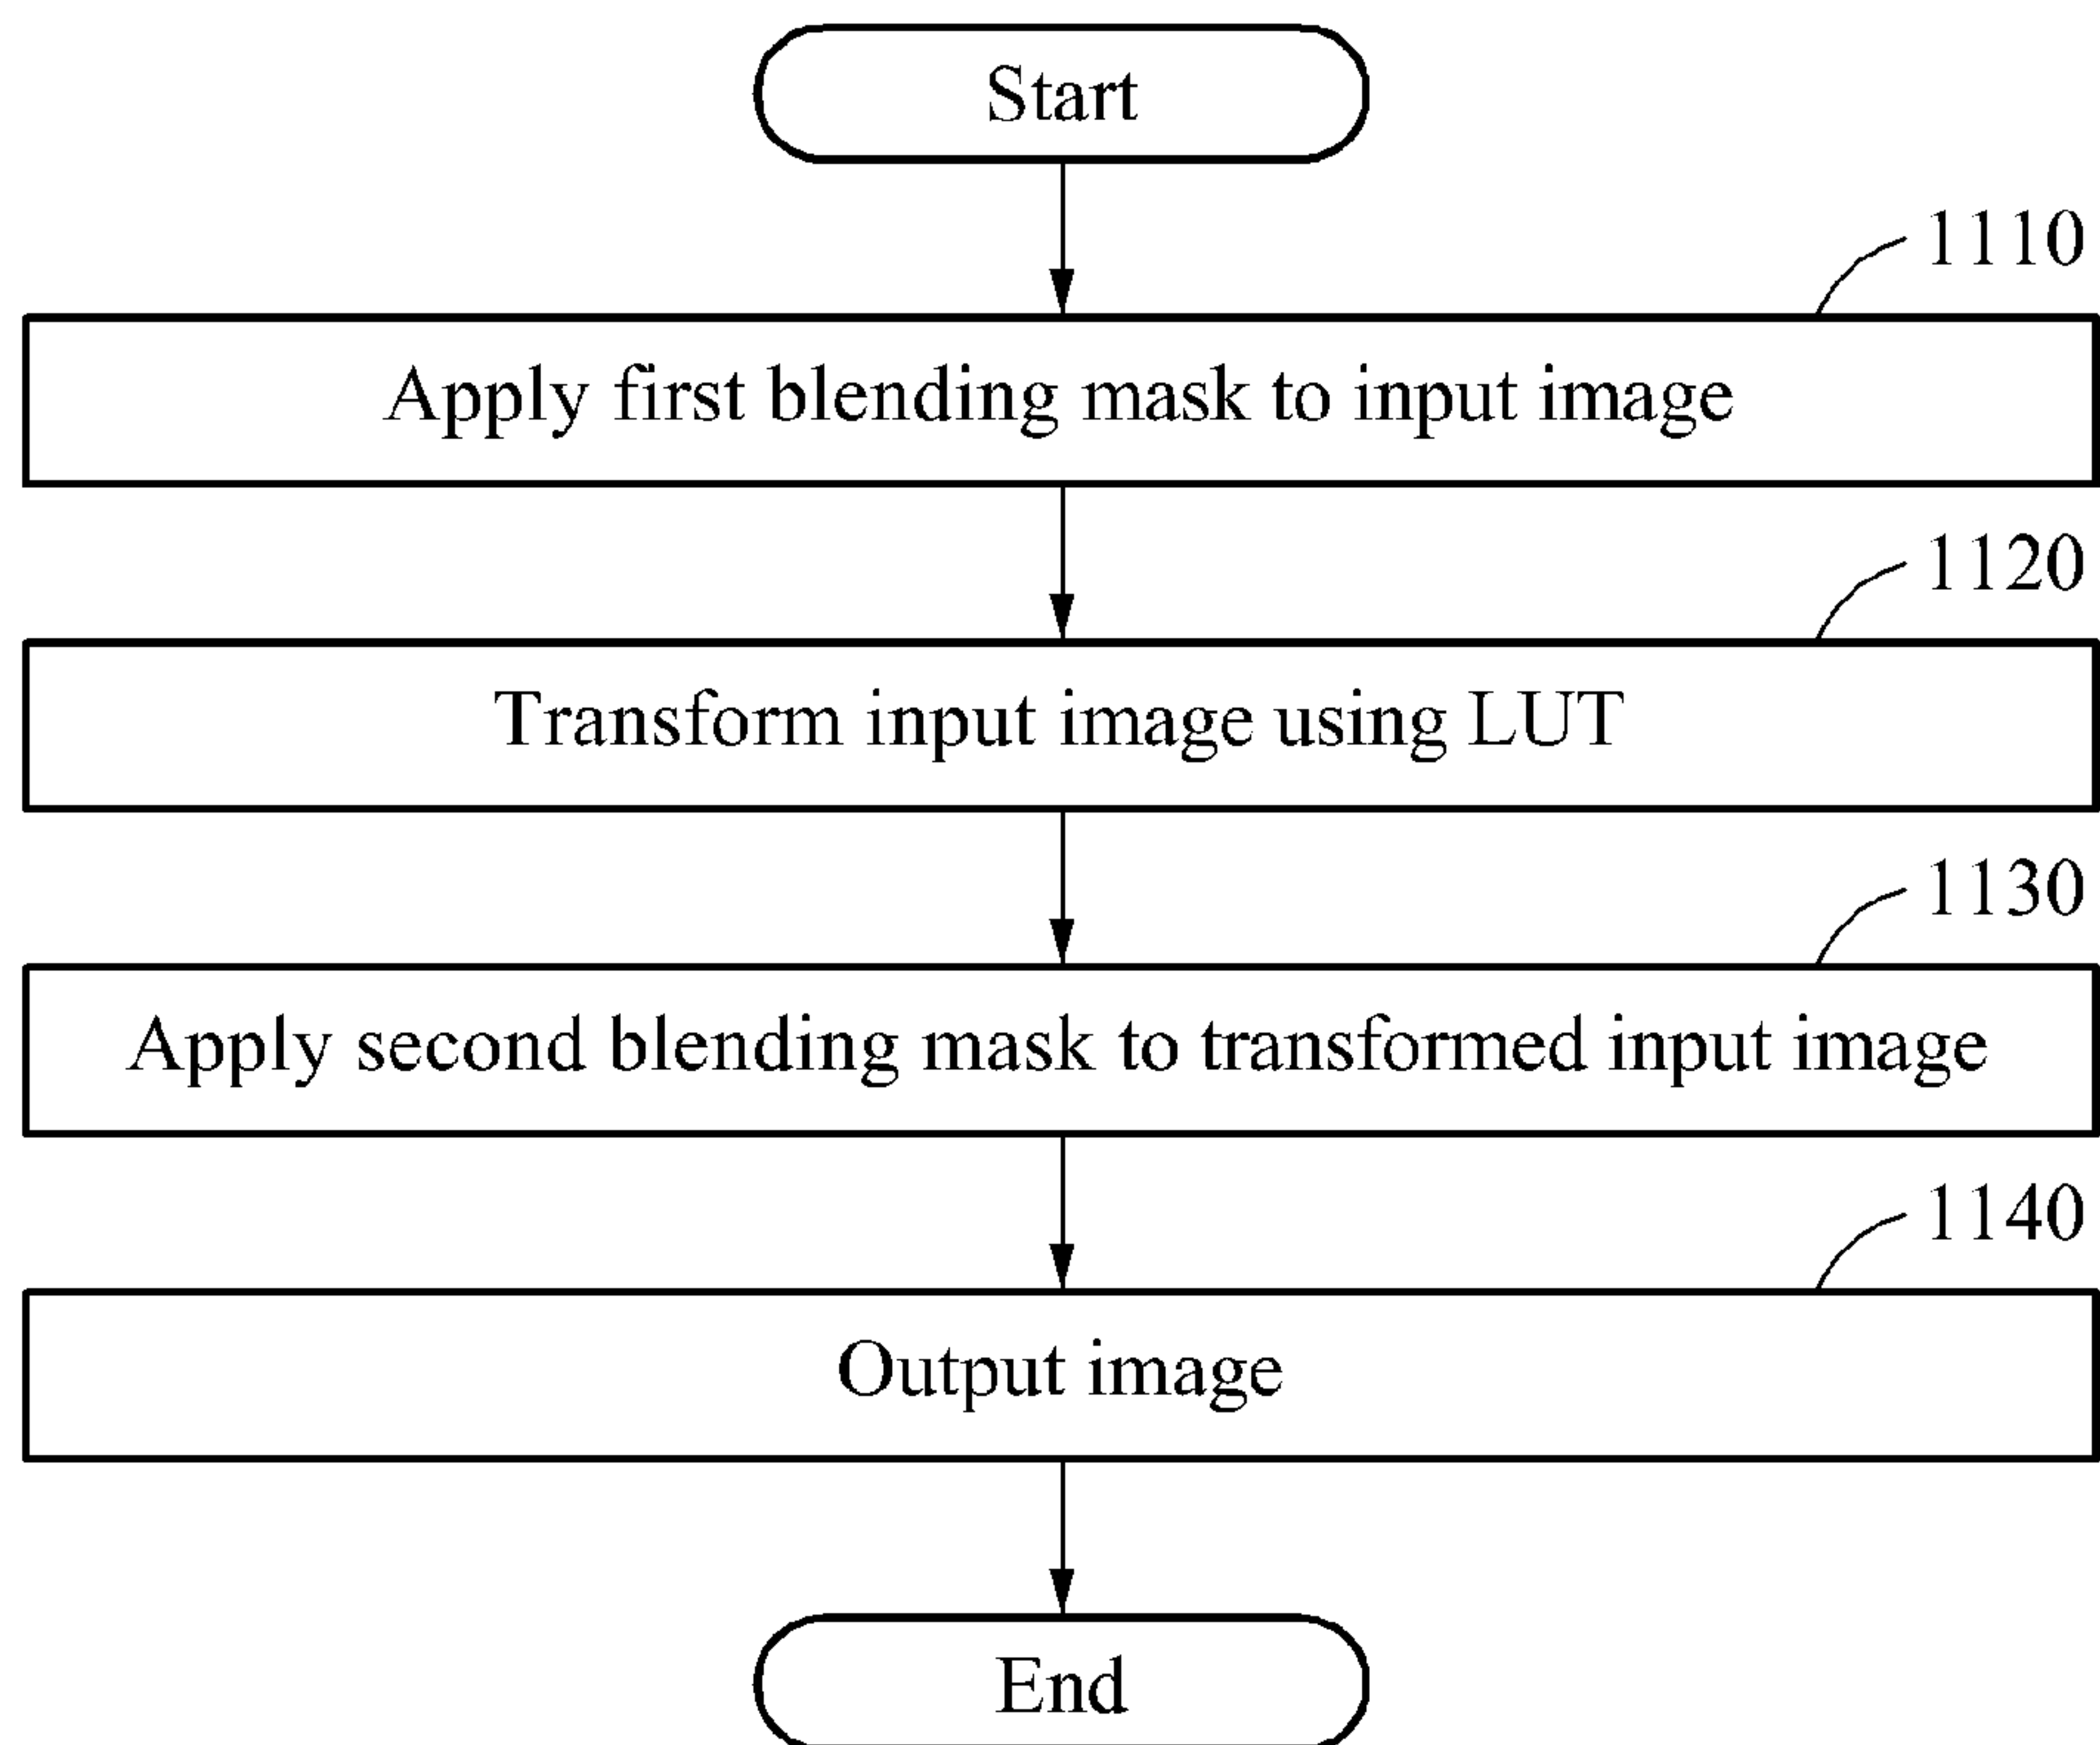 Start
1110
Apply first blending mask to input image
1120
Transform input image using LUT
1130
Apply second blending mask to transformed input image
1140
Output image
End